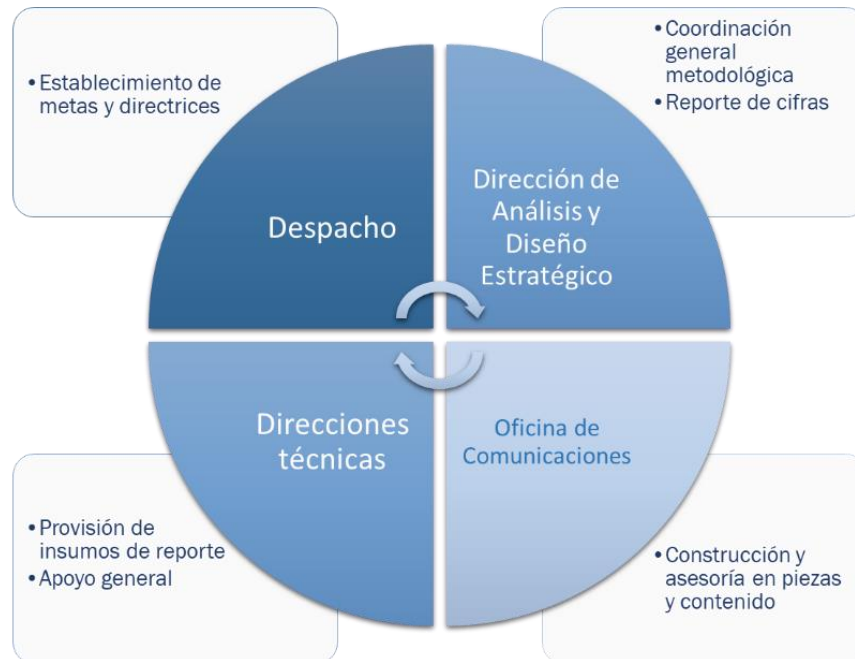 • Establecimiento de
metas y directrices
• Coordinación
general
metodológica
• Reporte de cifras
Despacho
Dirección de
Análisis y
Diseño
Estratégico
Direcciones
técnicas
Oficina de
Comunicaciones
• Provisión de
insumos de reporte
• Apoyo general
• Construcción y
asesoría en piezas
y contenido